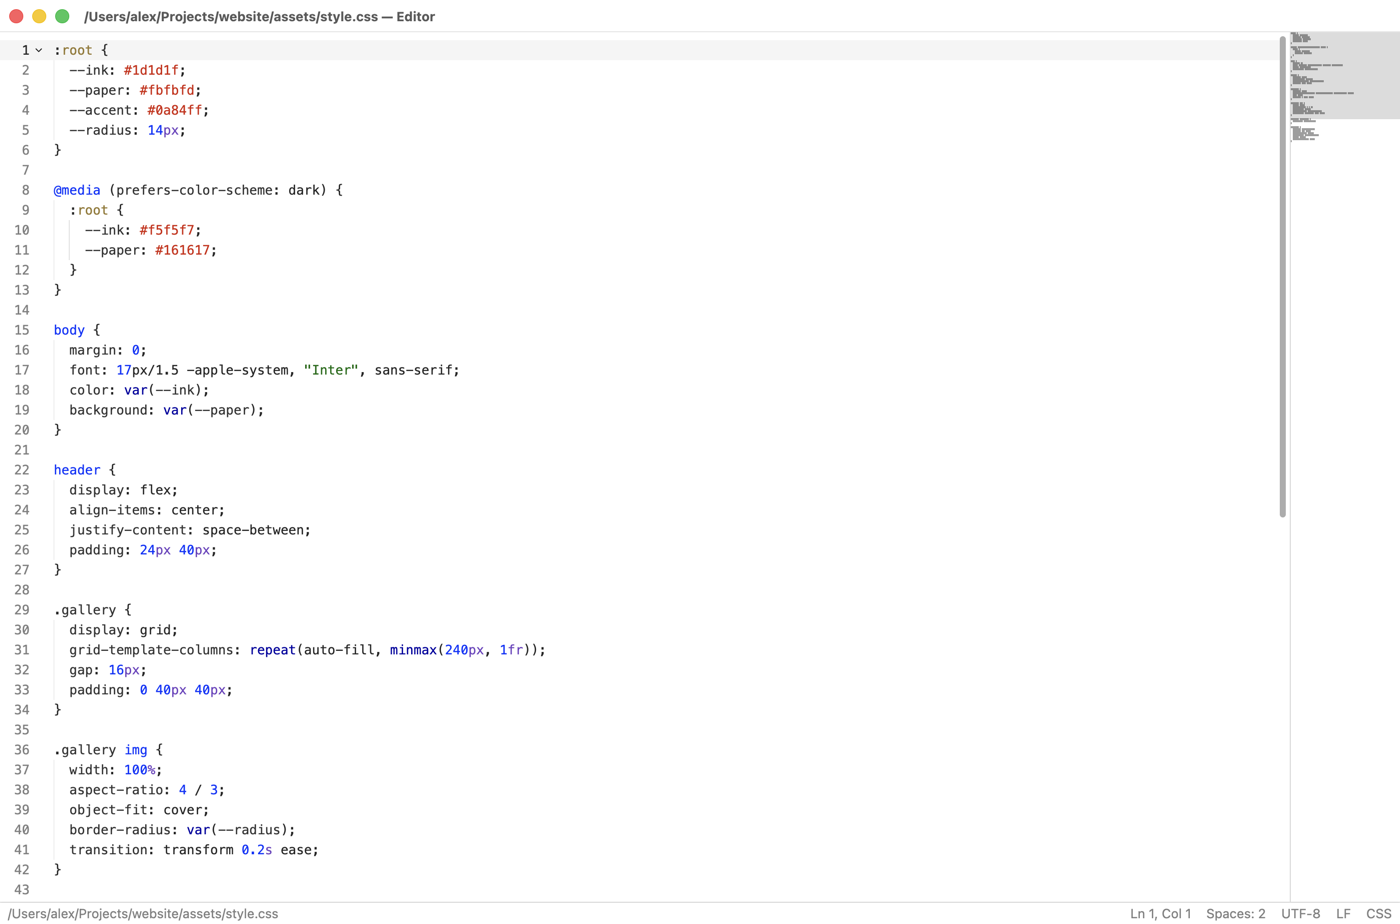 /Users/alex/Projects/website/assets/style.css — Editor
1 :root {
2   --ink: #1d1d1f;
3   --paper: #fbfbfd;
4   --accent: #0a84ff;
5   --radius: 14px;
6 }
7
8 @media (prefers-color-scheme: dark) {
9   :root {
10     --ink: #f5f5f7;
11     --paper: #161617;
12   }
13 }
14
15 body {
16   margin: 0;
17   font: 17px/1.5 -apple-system, "Inter", sans-serif;
18   color: var(--ink);
19   background: var(--paper);
20 }
21
22 header {
23   display: flex;
24   align-items: center;
25   justify-content: space-between;
26   padding: 24px 40px;
27 }
28
29 .gallery {
30   display: grid;
31   grid-template-columns: repeat(auto-fill, minmax(240px, 1fr));
32   gap: 16px;
33   padding: 0 40px 40px;
34 }
35
36 .gallery img {
37   width: 100%;
38   aspect-ratio: 4 / 3;
39   object-fit: cover;
40   border-radius: var(--radius);
41   transition: transform 0.2s ease;
42 }
43
/Users/alex/Projects/website/assets/style.css Ln 1, Col 1 Spaces: 2 UTF-8 LF CSS